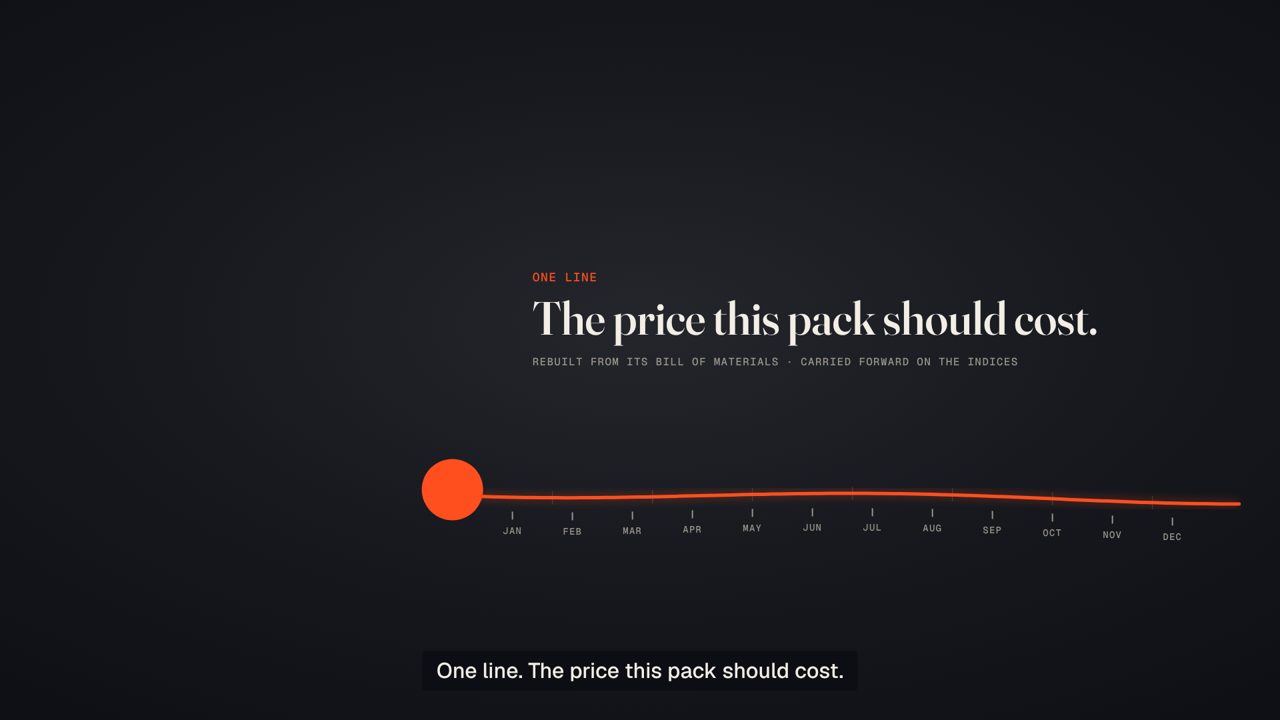 ONE LINE
The price this pack should cost.
REBUILT FROM ITS BILL OF MATERIALS · CARRIED FORWARD ON THE INDICES
JAN FEB MAR APR MAY JUN JUL AUG SEP OCT NOV DEC
One line. The price this pack should cost.